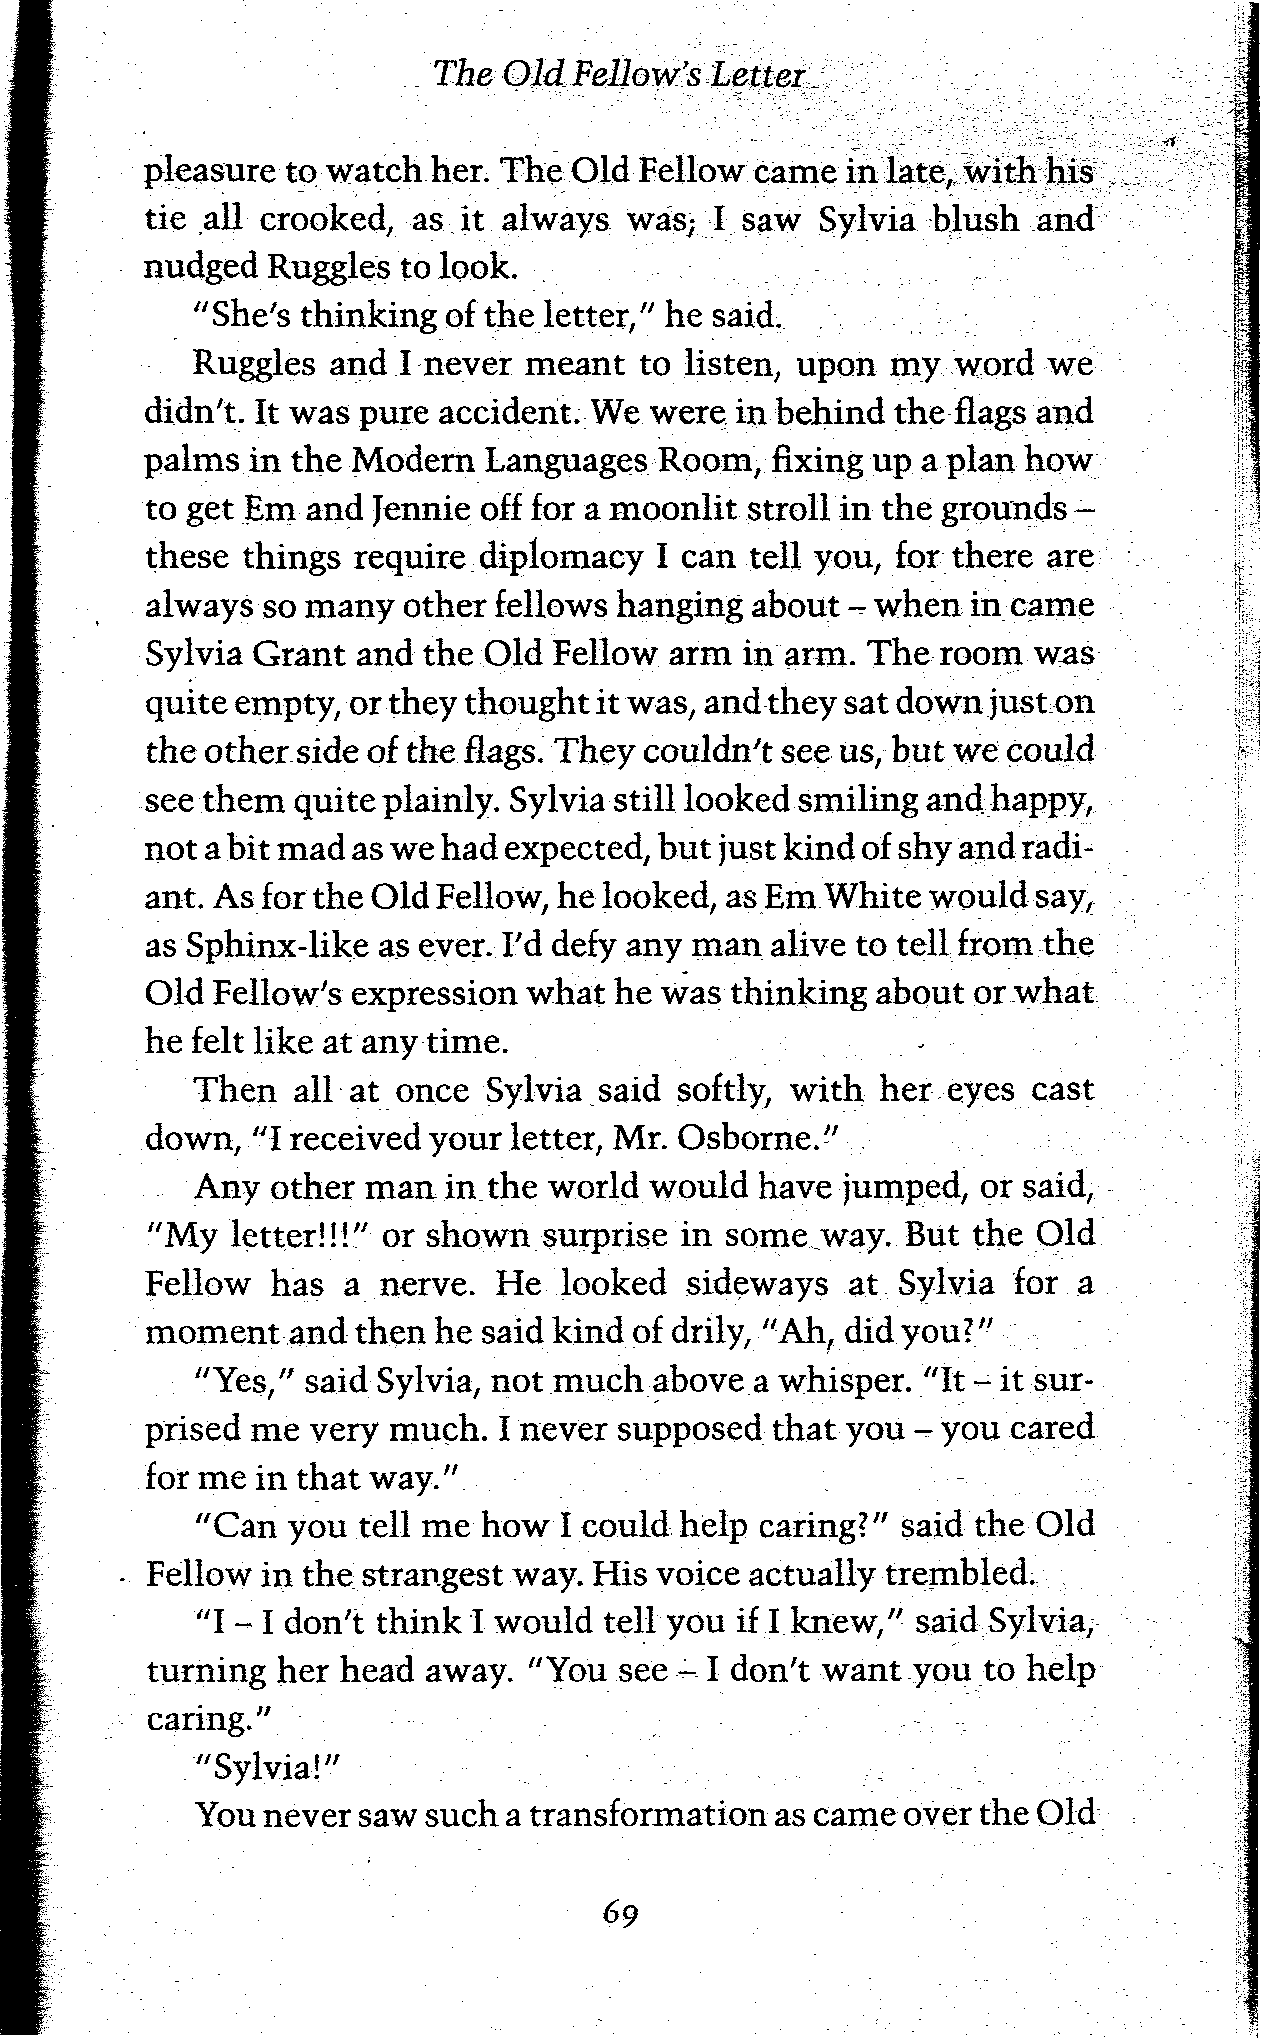 The Old Fellow's Letter
pleasure to watch her. The Old Fellow came in late, with his
tie all crooked, as it always was; I saw Sylvia blush and
nudged Ruggles to look.
"She's thinking of the letter," he said.
Ruggles and I never meant to listen, upon my word we
didn't. It was pure accident. We were in behind the flags and
palms in the Modern Languages Room, fixing up a plan how
to get Em and Jennie off for a moonlit stroll in the grounds –
these things require diplomacy I can tell you, for there are
always so many other fellows hanging about – when in came
Sylvia Grant and the Old Fellow arm in arm. The room was
quite empty, or they thought it was, and they sat down just on
the other side of the flags. They couldn't see us, but we could
see them quite plainly. Sylvia still looked smiling and happy,
not a bit mad as we had expected, but just kind of shy and radi-
ant. As for the Old Fellow, he looked, as Em White would say,
as Sphinx-like as ever. I'd defy any man alive to tell from the
Old Fellow's expression what he was thinking about or what
he felt like at any time.
Then all at once Sylvia said softly, with her eyes cast
down, "I received your letter, Mr. Osborne."
Any other man in the world would have jumped, or said,
"My letter!!!" or shown surprise in some way. But the Old
Fellow has a nerve. He looked sideways at Sylvia for a
moment and then he said kind of drily, "Ah, did you?"
"Yes," said Sylvia, not much above a whisper. "It – it sur-
prised me very much. I never supposed that you – you cared
for me in that way."
"Can you tell me how I could help caring?" said the Old
Fellow in the strangest way. His voice actually trembled.
"I – I don't think I would tell you if I knew," said Sylvia,
turning her head away. "You see – I don't want you to help
caring."
"Sylvia!"
You never saw such a transformation as came over the Old
69